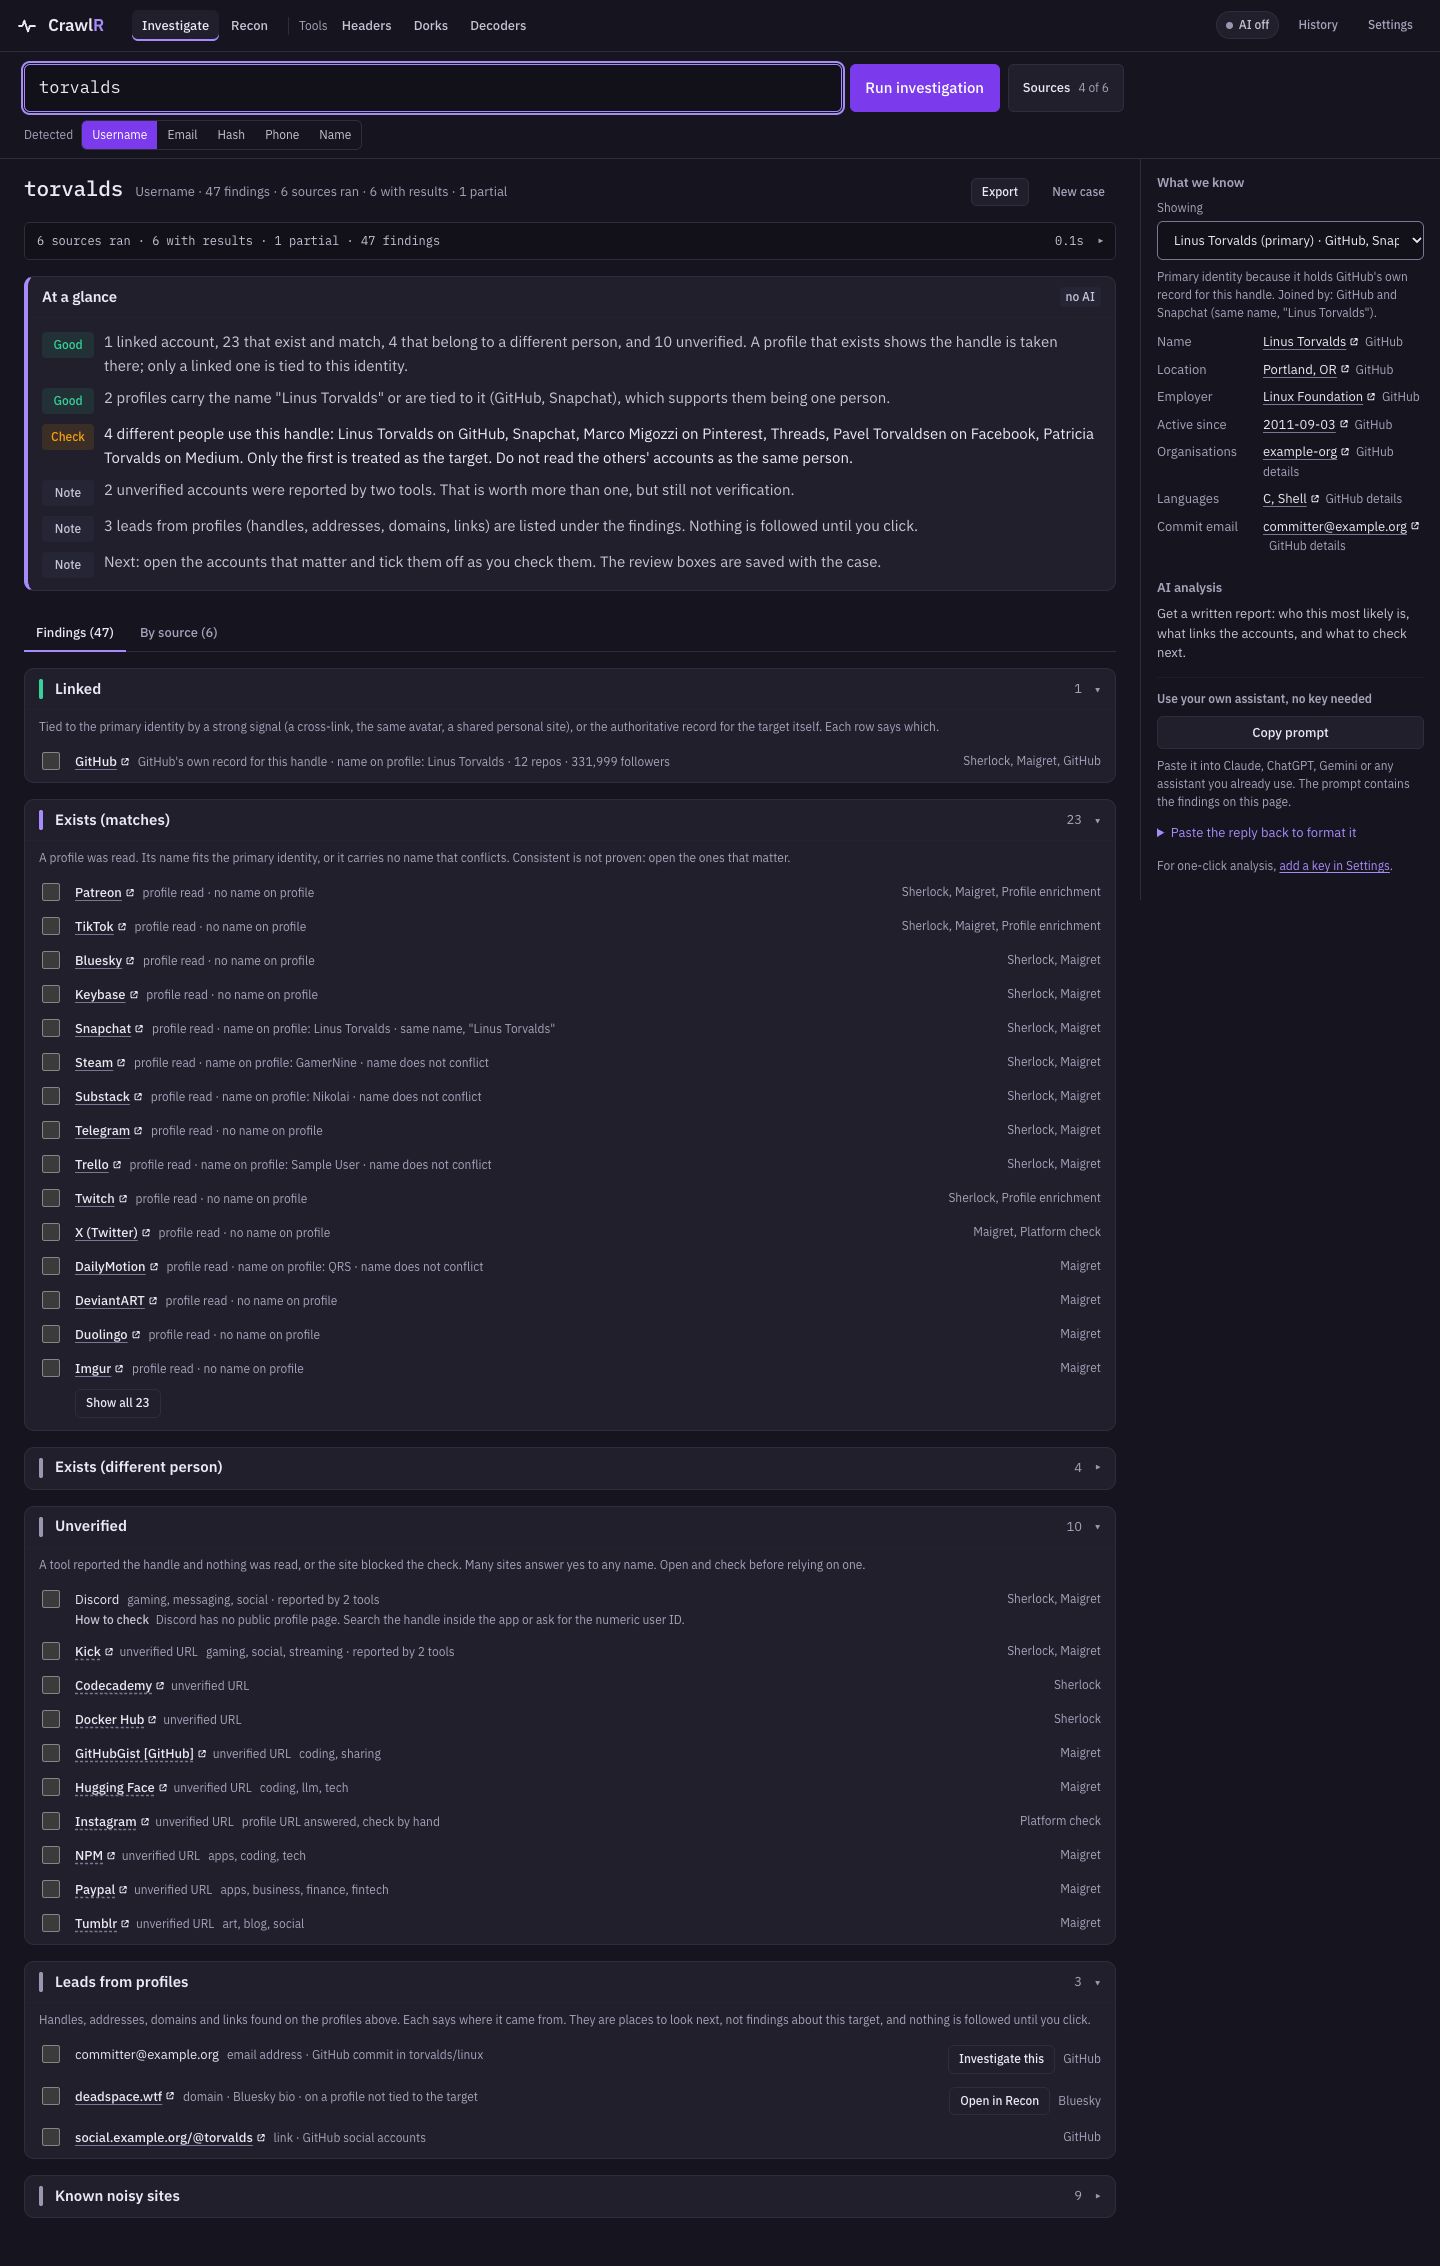 CrawlR Investigate Recon Tools Headers Dorks Decoders AI off History Settings
torvalds Run investigation Sources 4 of 6
Detected Username Email Hash Phone Name
torvalds Username · 47 findings · 6 sources ran · 6 with results · 1 partial Export New case
6 sources ran · 6 with results · 1 partial · 47 findings 0.1s
At a glance no AI
Good 1 linked account, 23 that exist and match, 4 that belong to a different person, and 10 unverified. A profile that exists shows the handle is taken
there; only a linked one is tied to this identity.
Good 2 profiles carry the name "Linus Torvalds" or are tied to it (GitHub, Snapchat), which supports them being one person.
Check 4 different people use this handle: Linus Torvalds on GitHub, Snapchat, Marco Migozzi on Pinterest, Threads, Pavel Torvaldsen on Facebook, Patricia
Torvalds on Medium. Only the first is treated as the target. Do not read the others' accounts as the same person.
Note 2 unverified accounts were reported by two tools. That is worth more than one, but still not verification.
Note 3 leads from profiles (handles, addresses, domains, links) are listed under the findings. Nothing is followed until you click.
Note Next: open the accounts that matter and tick them off as you check them. The review boxes are saved with the case.
Findings (47) By source (6)
Linked 1
Tied to the primary identity by a strong signal (a cross-link, the same avatar, a shared personal site), or the authoritative record for the target itself. Each row says which.
GitHub GitHub's own record for this handle · name on profile: Linus Torvalds · 12 repos · 331,999 followers Sherlock, Maigret, GitHub
Exists (matches) 23
A profile was read. Its name fits the primary identity, or it carries no name that conflicts. Consistent is not proven: open the ones that matter.
Patreon profile read · no name on profile Sherlock, Maigret, Profile enrichment
TikTok profile read · no name on profile Sherlock, Maigret, Profile enrichment
Bluesky profile read · no name on profile Sherlock, Maigret
Keybase profile read · no name on profile Sherlock, Maigret
Snapchat profile read · name on profile: Linus Torvalds · same name, "Linus Torvalds" Sherlock, Maigret
Steam profile read · name on profile: GamerNine · name does not conflict Sherlock, Maigret
Substack profile read · name on profile: Nikolai · name does not conflict Sherlock, Maigret
Telegram profile read · no name on profile Sherlock, Maigret
Trello profile read · name on profile: Sample User · name does not conflict Sherlock, Maigret
Twitch profile read · no name on profile Sherlock, Profile enrichment
X (Twitter) profile read · no name on profile Maigret, Platform check
DailyMotion profile read · name on profile: QRS · name does not conflict Maigret
DeviantART profile read · no name on profile Maigret
Duolingo profile read · no name on profile Maigret
Imgur profile read · no name on profile Maigret
Show all 23
Exists (different person) 4
Unverified 10
A tool reported the handle and nothing was read, or the site blocked the check. Many sites answer yes to any name. Open and check before relying on one.
Discord gaming, messaging, social · reported by 2 tools Sherlock, Maigret
How to check Discord has no public profile page. Search the handle inside the app or ask for the numeric user ID.
Kick unverified URL gaming, social, streaming · reported by 2 tools Sherlock, Maigret
Codecademy unverified URL Sherlock
Docker Hub unverified URL Sherlock
GitHubGist [GitHub] unverified URL coding, sharing Maigret
Hugging Face unverified URL coding, llm, tech Maigret
Instagram unverified URL profile URL answered, check by hand Platform check
NPM unverified URL apps, coding, tech Maigret
Paypal unverified URL apps, business, finance, fintech Maigret
Tumblr unverified URL art, blog, social Maigret
Leads from profiles 3
Handles, addresses, domains and links found on the profiles above. Each says where it came from. They are places to look next, not findings about this target, and nothing is followed until you click.
committer@example.org email address · GitHub commit in torvalds/linux Investigate this GitHub
deadspace.wtf domain · Bluesky bio · on a profile not tied to the target Open in Recon Bluesky
social.example.org/@torvalds link · GitHub social accounts GitHub
Known noisy sites 9
What we know
Showing
Linus Torvalds (primary) · GitHub, Snap
Primary identity because it holds GitHub's own
record for this handle. Joined by: GitHub and
Snapchat (same name, "Linus Torvalds").
Name Linus Torvalds GitHub
Location Portland, OR GitHub
Employer Linux Foundation GitHub
Active since 2011-09-03 GitHub
Organisations example-org GitHub
details
Languages C, Shell GitHub details
Commit email committer@example.org
GitHub details
AI analysis
Get a written report: who this most likely is,
what links the accounts, and what to check
next.
Use your own assistant, no key needed
Copy prompt
Paste it into Claude, ChatGPT, Gemini or any
assistant you already use. The prompt contains
the findings on this page.
Paste the reply back to format it
For one-click analysis, add a key in Settings.